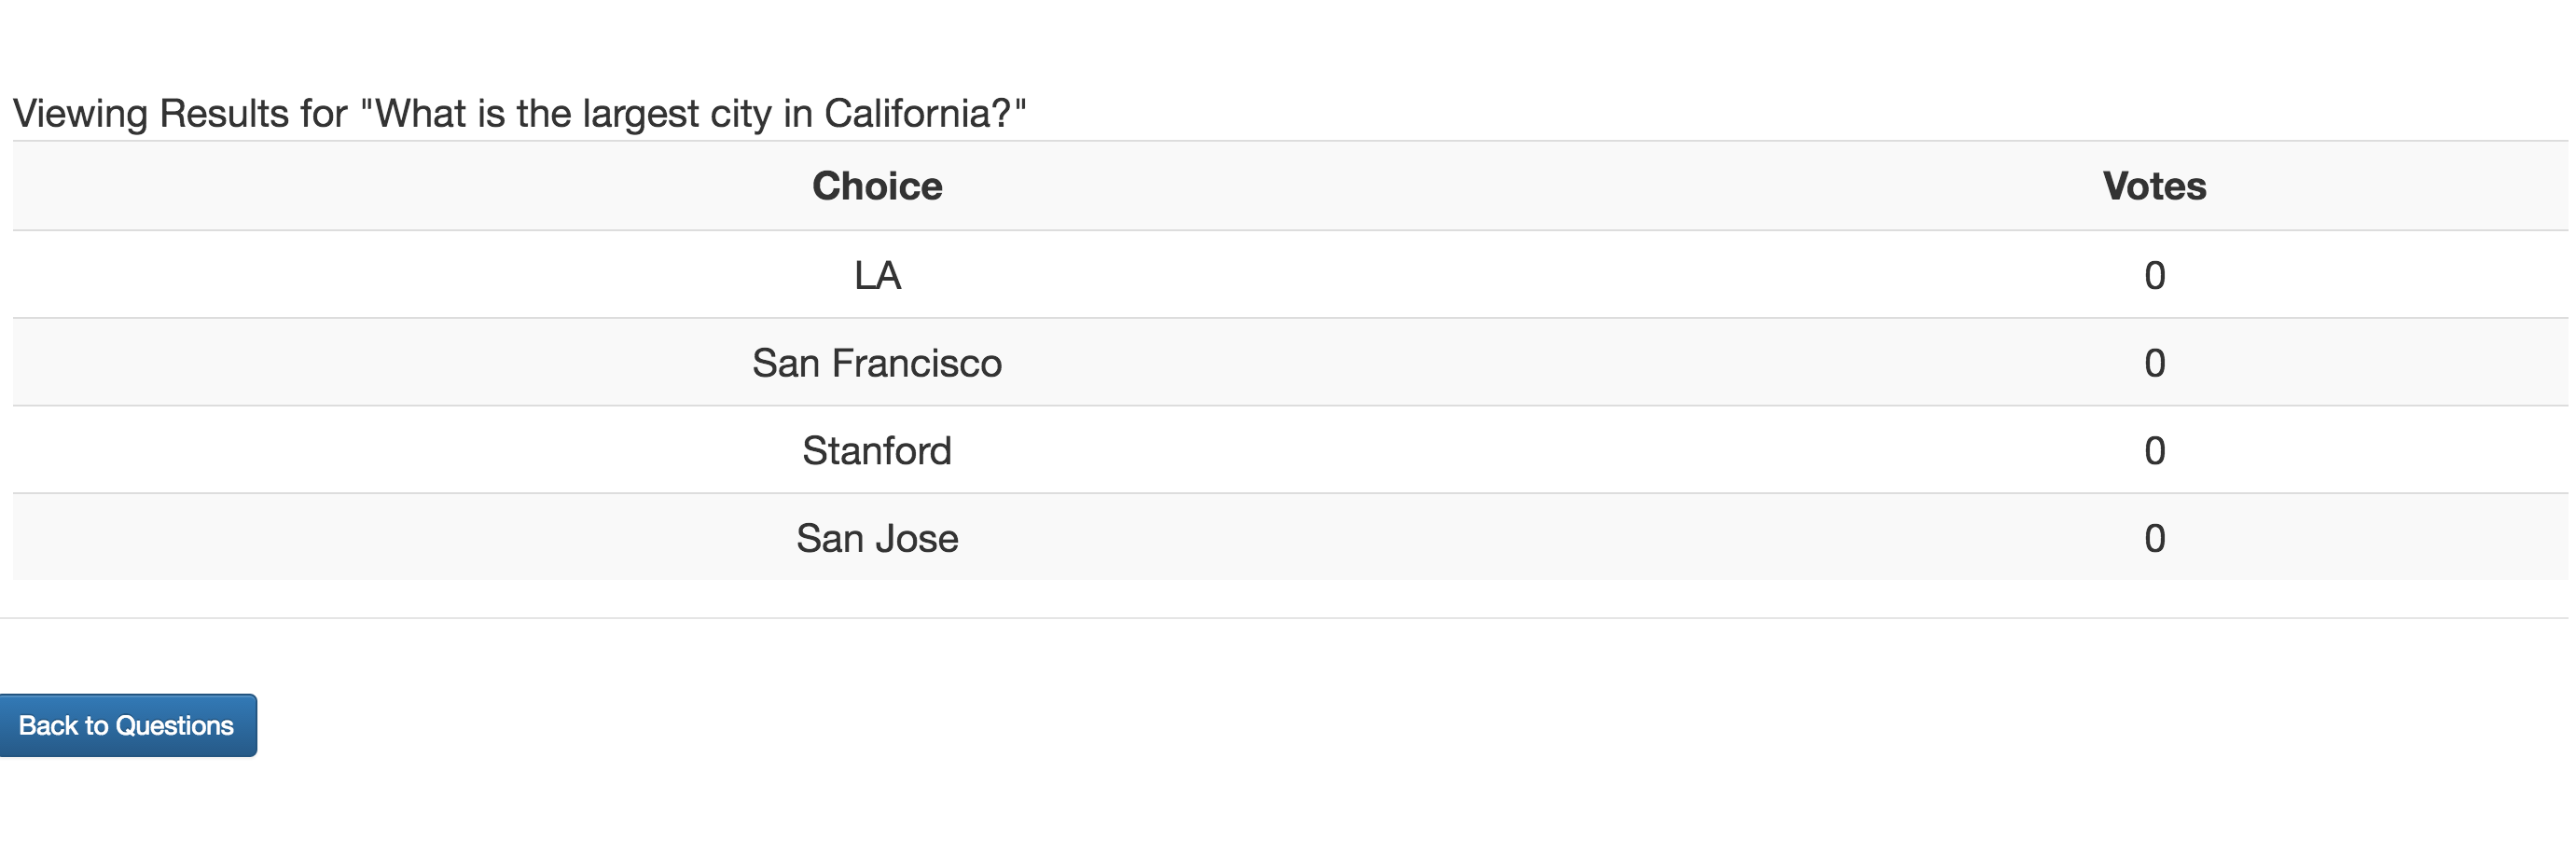 Viewing Results for "What is the largest city in California?"
Choice Votes
LA 0
San Francisco 0
Stanford 0
San Jose 0
Back to Questions